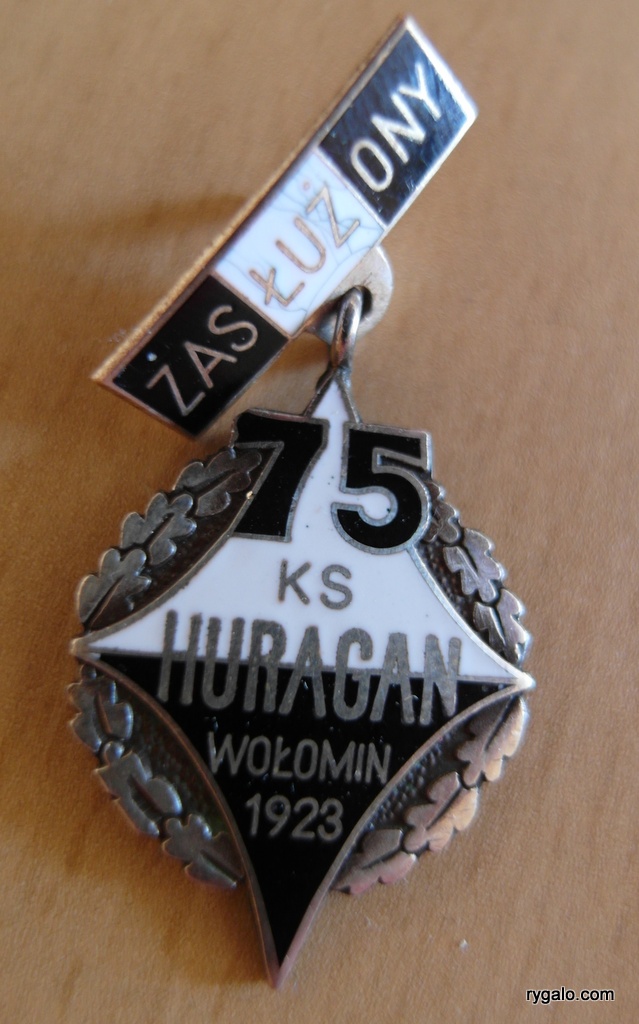 ZASŁUŻONY
75
KS
HURAGAN
WOŁOMIN
1923
rygalo.com